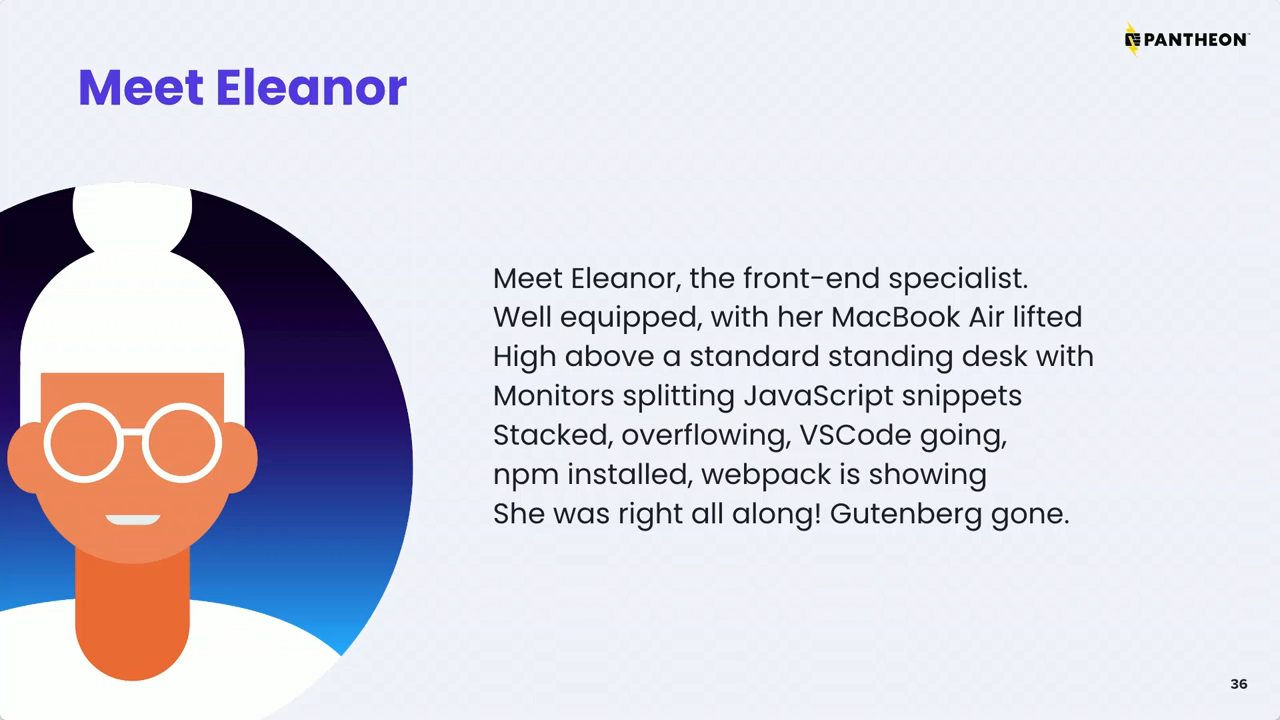 PANTHEON
Meet Eleanor
Meet Eleanor, the front-end specialist.
Well equipped, with her MacBook Air lifted
High above a standard standing desk with
Monitors splitting JavaScript snippets
Stacked, overflowing, VSCode going,
npm installed, webpack is showing
She was right all along! Gutenberg gone.
36